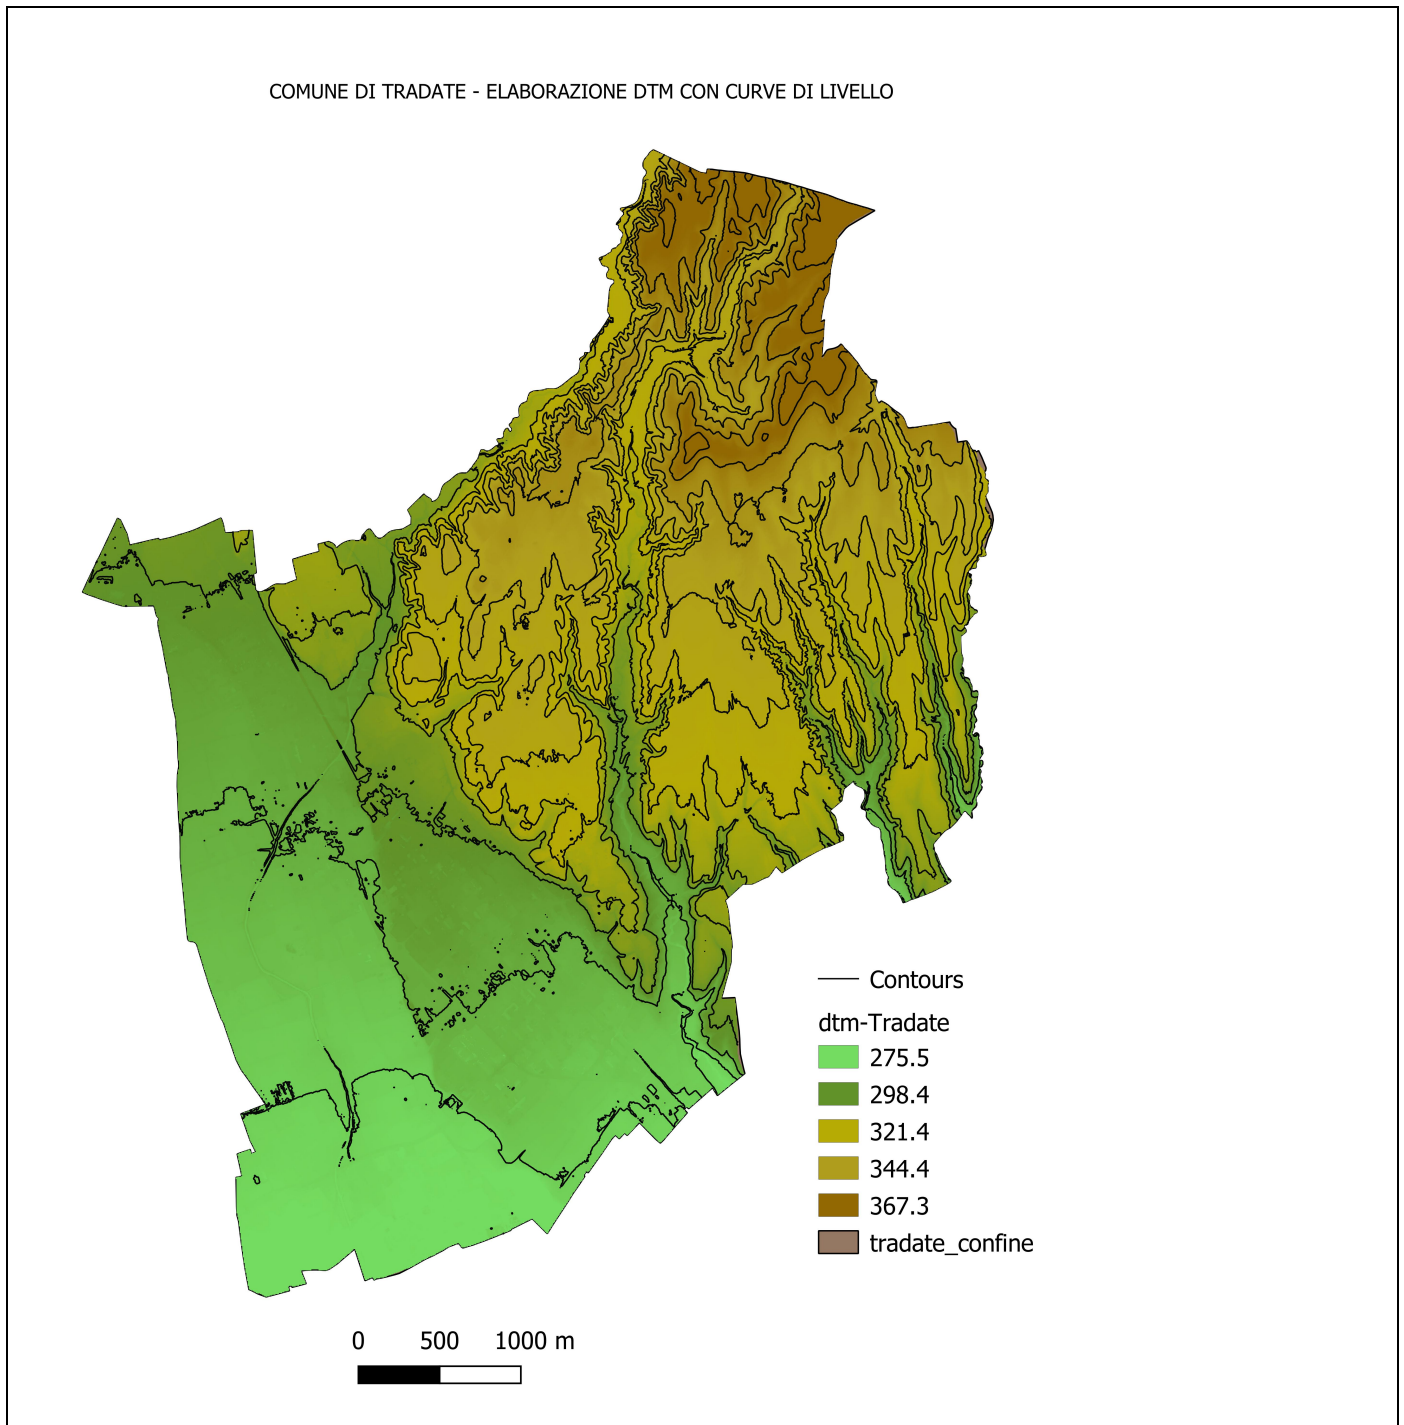 COMUNE DI TRADATE - ELABORAZIONE DTM CON CURVE DI LIVELLO
Contours
dtm-Tradate
275.5
298.4
321.4
344.4
367.3
tradate_confine
0 500 1000 m